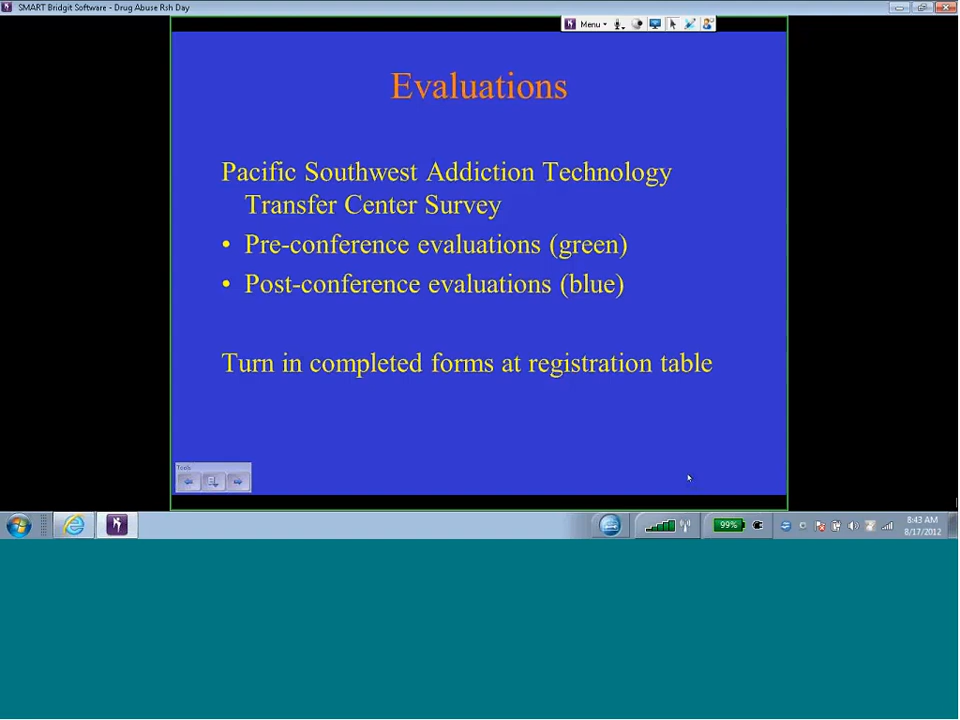 SMART Bridgit Software - Drug Abuse Rsh Day
Menu
Evaluations
Pacific Southwest Addiction Technology
Transfer Center Survey
• Pre-conference evaluations (green)
• Post-conference evaluations (blue)
Turn in completed forms at registration table
Tools
99%
8:43 AM
8/17/2012